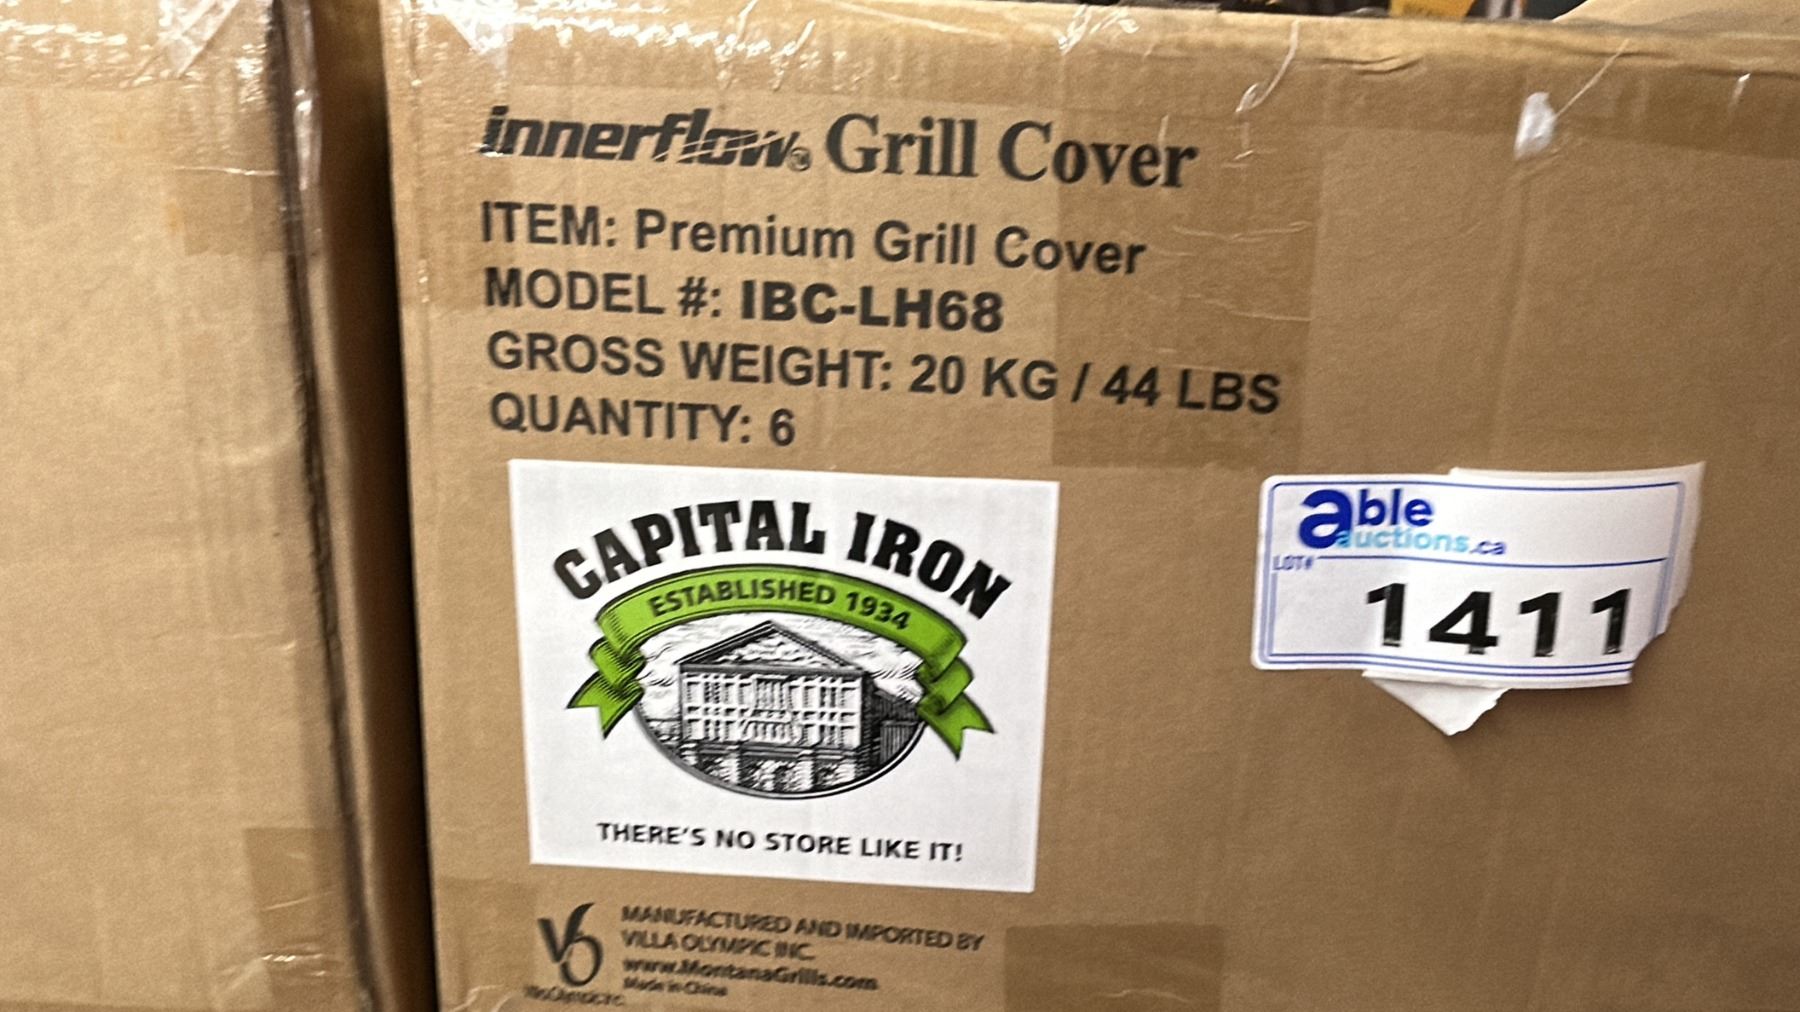 innerflow™ Grill Cover
ITEM: Premium Grill Cover
MODEL #: IBC-LH68
GROSS WEIGHT: 20 KG / 44 LBS
QUANTITY: 6
CAPITAL IRON
ESTABLISHED 1934
THERE'S NO STORE LIKE IT!
able
auctions.ca
LOT#
1411
MANUFACTURED AND IMPORTED BY
VILLA OLYMPIC INC.
www.MontanaGrills.com
Made in China